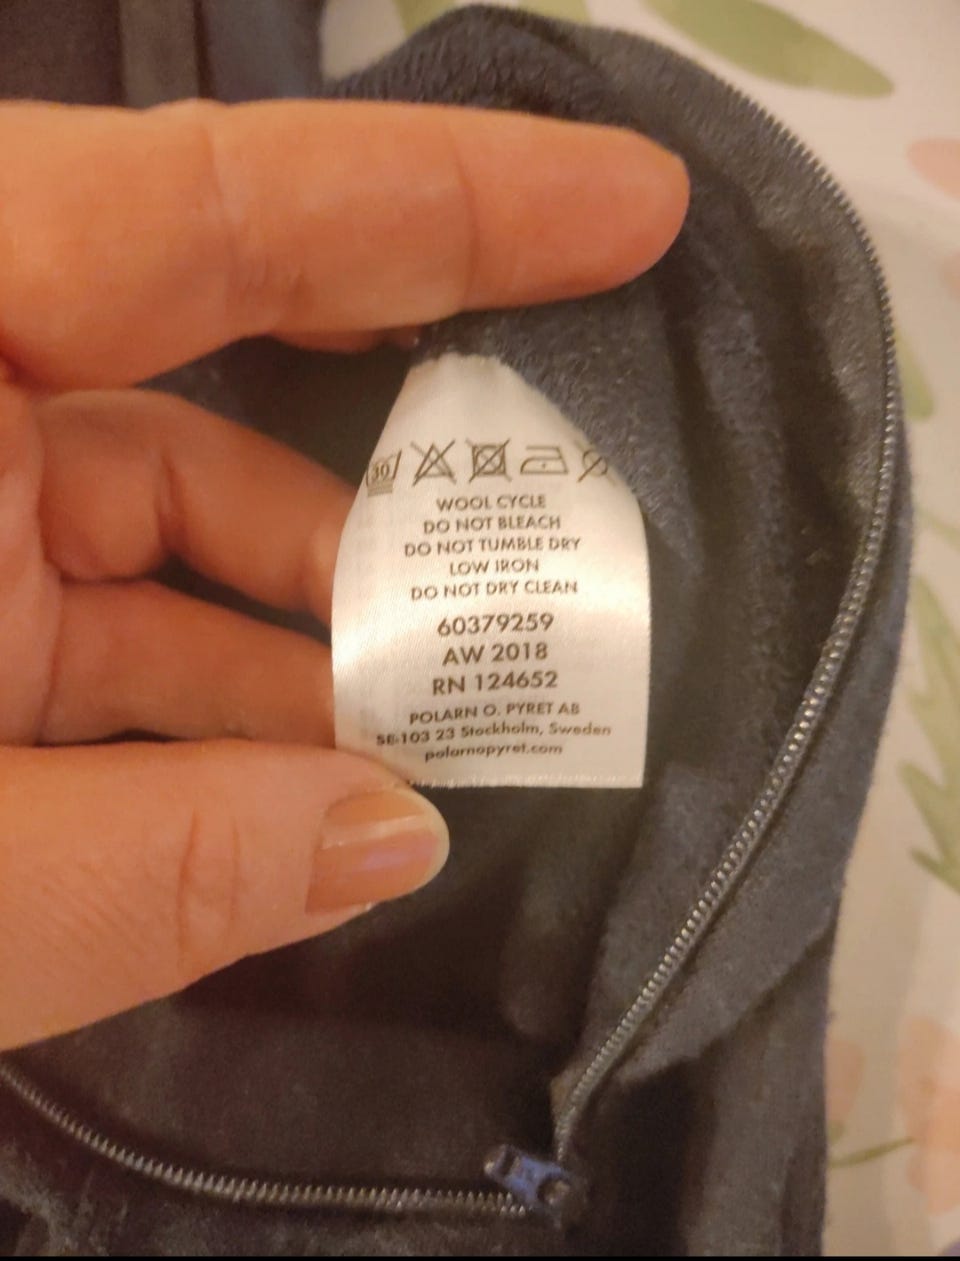 30
WOOL CYCLE
DO NOT BLEACH
DO NOT TUMBLE DRY
LOW IRON
DO NOT DRY CLEAN
60379259
AW 2018
RN 124652
POLARN O. PYRET AB
SE-103 23 Stockholm, Sweden
polarnopyret.com